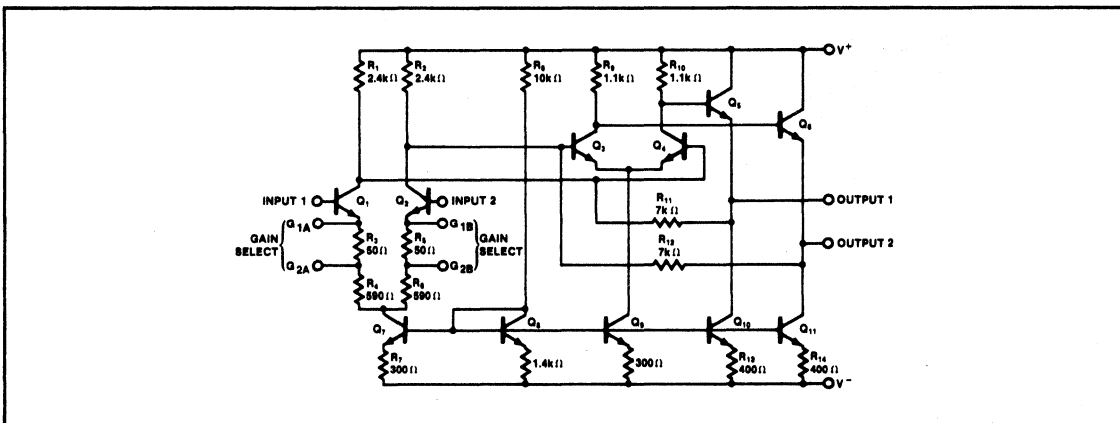 V+
R1
2.4kΩ
R2
2.4kΩ
R8
10kΩ
R9
1.1kΩ
R10
1.1kΩ
Q5
Q6
Q3
Q4
INPUT 1
Q1
Q2
INPUT 2
R11
7kΩ
OUTPUT 1
G1A
G1B
GAIN
SELECT
R3
50Ω
R5
50Ω
GAIN
SELECT
R12
7kΩ
OUTPUT 2
G2A
G2B
R4
590Ω
R6
590Ω
Q7
Q8
Q9
Q10
Q11
R7
300Ω
1.4kΩ
300Ω
R13
400Ω
R14
400Ω
V-